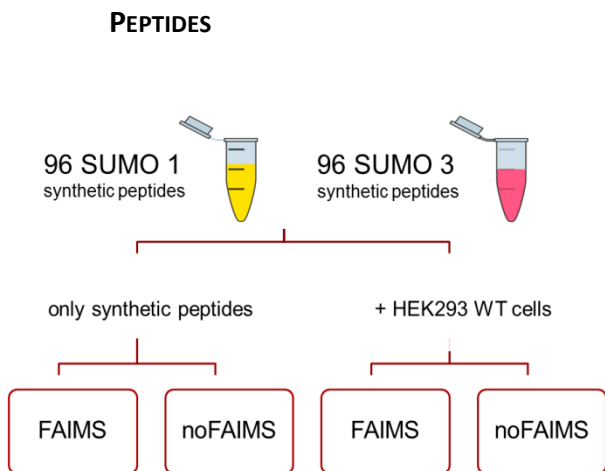 PEPTIDES
96 SUMO 1
synthetic peptides
96 SUMO 3
synthetic peptides
only synthetic peptides
+ HEK293 WT cells
FAIMS
noFAIMS
FAIMS
noFAIMS